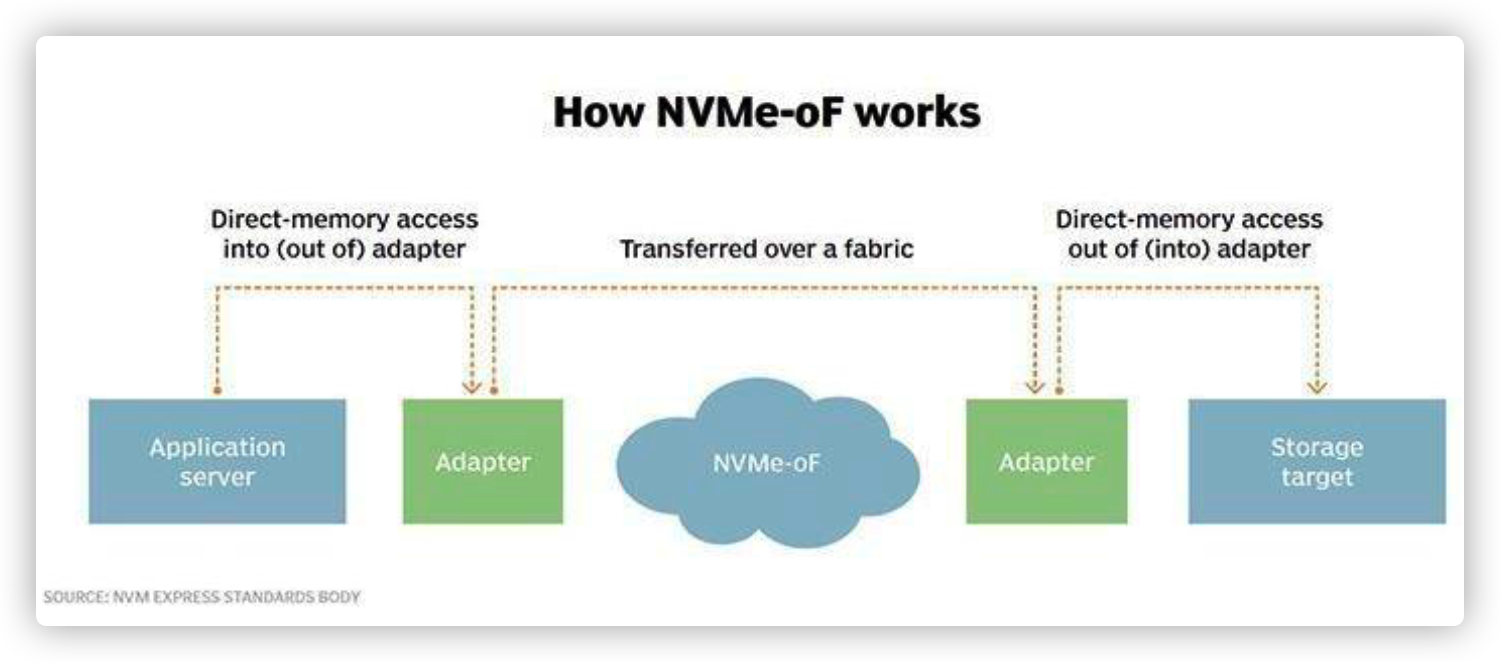 How NVMe-oF works
Direct-memory access
into (out of) adapter
Transferred over a fabric
Direct-memory access
out of (into) adapter
Application
server
Adapter
NVMe-oF
Adapter
Storage
target
SOURCE: NVM EXPRESS STANDARDS BODY